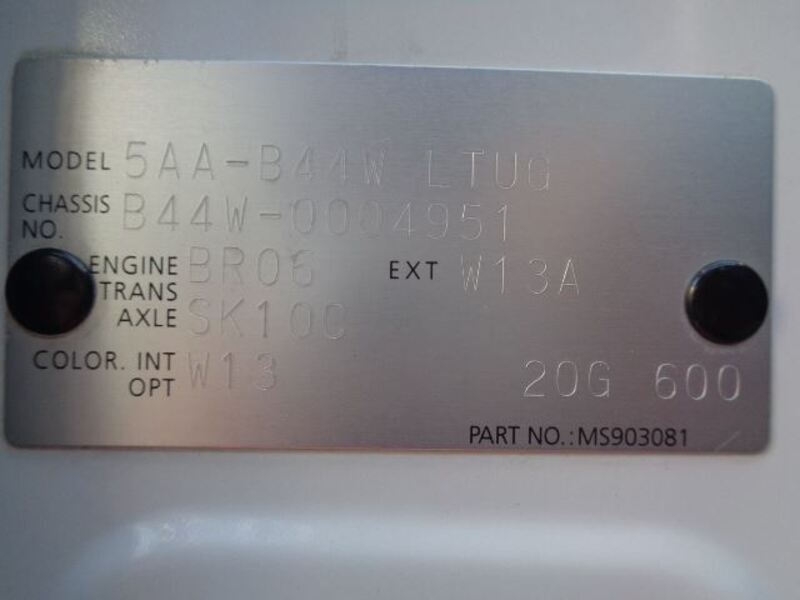 MODEL 5AA-B44W LTUG
CHASSIS NO. B44W-0004951
ENGINE BR06 EXT W13A
TRANS AXLE SK10C
COLOR. INT OPT W13 20G 600
PART NO.:MS903081